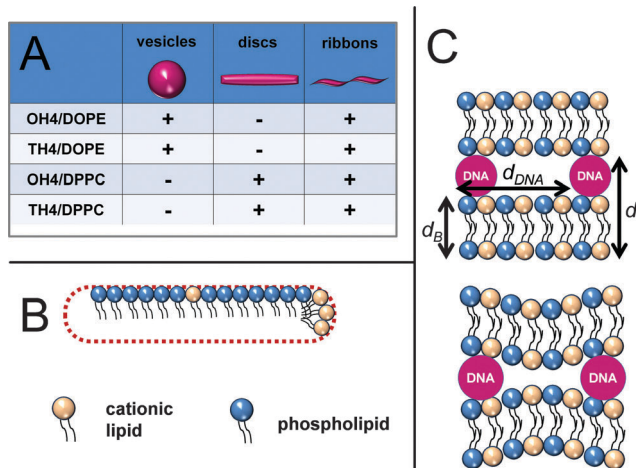 A
vesicles discs ribbons
OH4/DOPE + - +
TH4/DOPE + - +
OH4/DPPC - + +
TH4/DPPC - + +
B
cationic
lipid
phospholipid
C
DNA DNA
dDNA
dB
d
DNA DNA